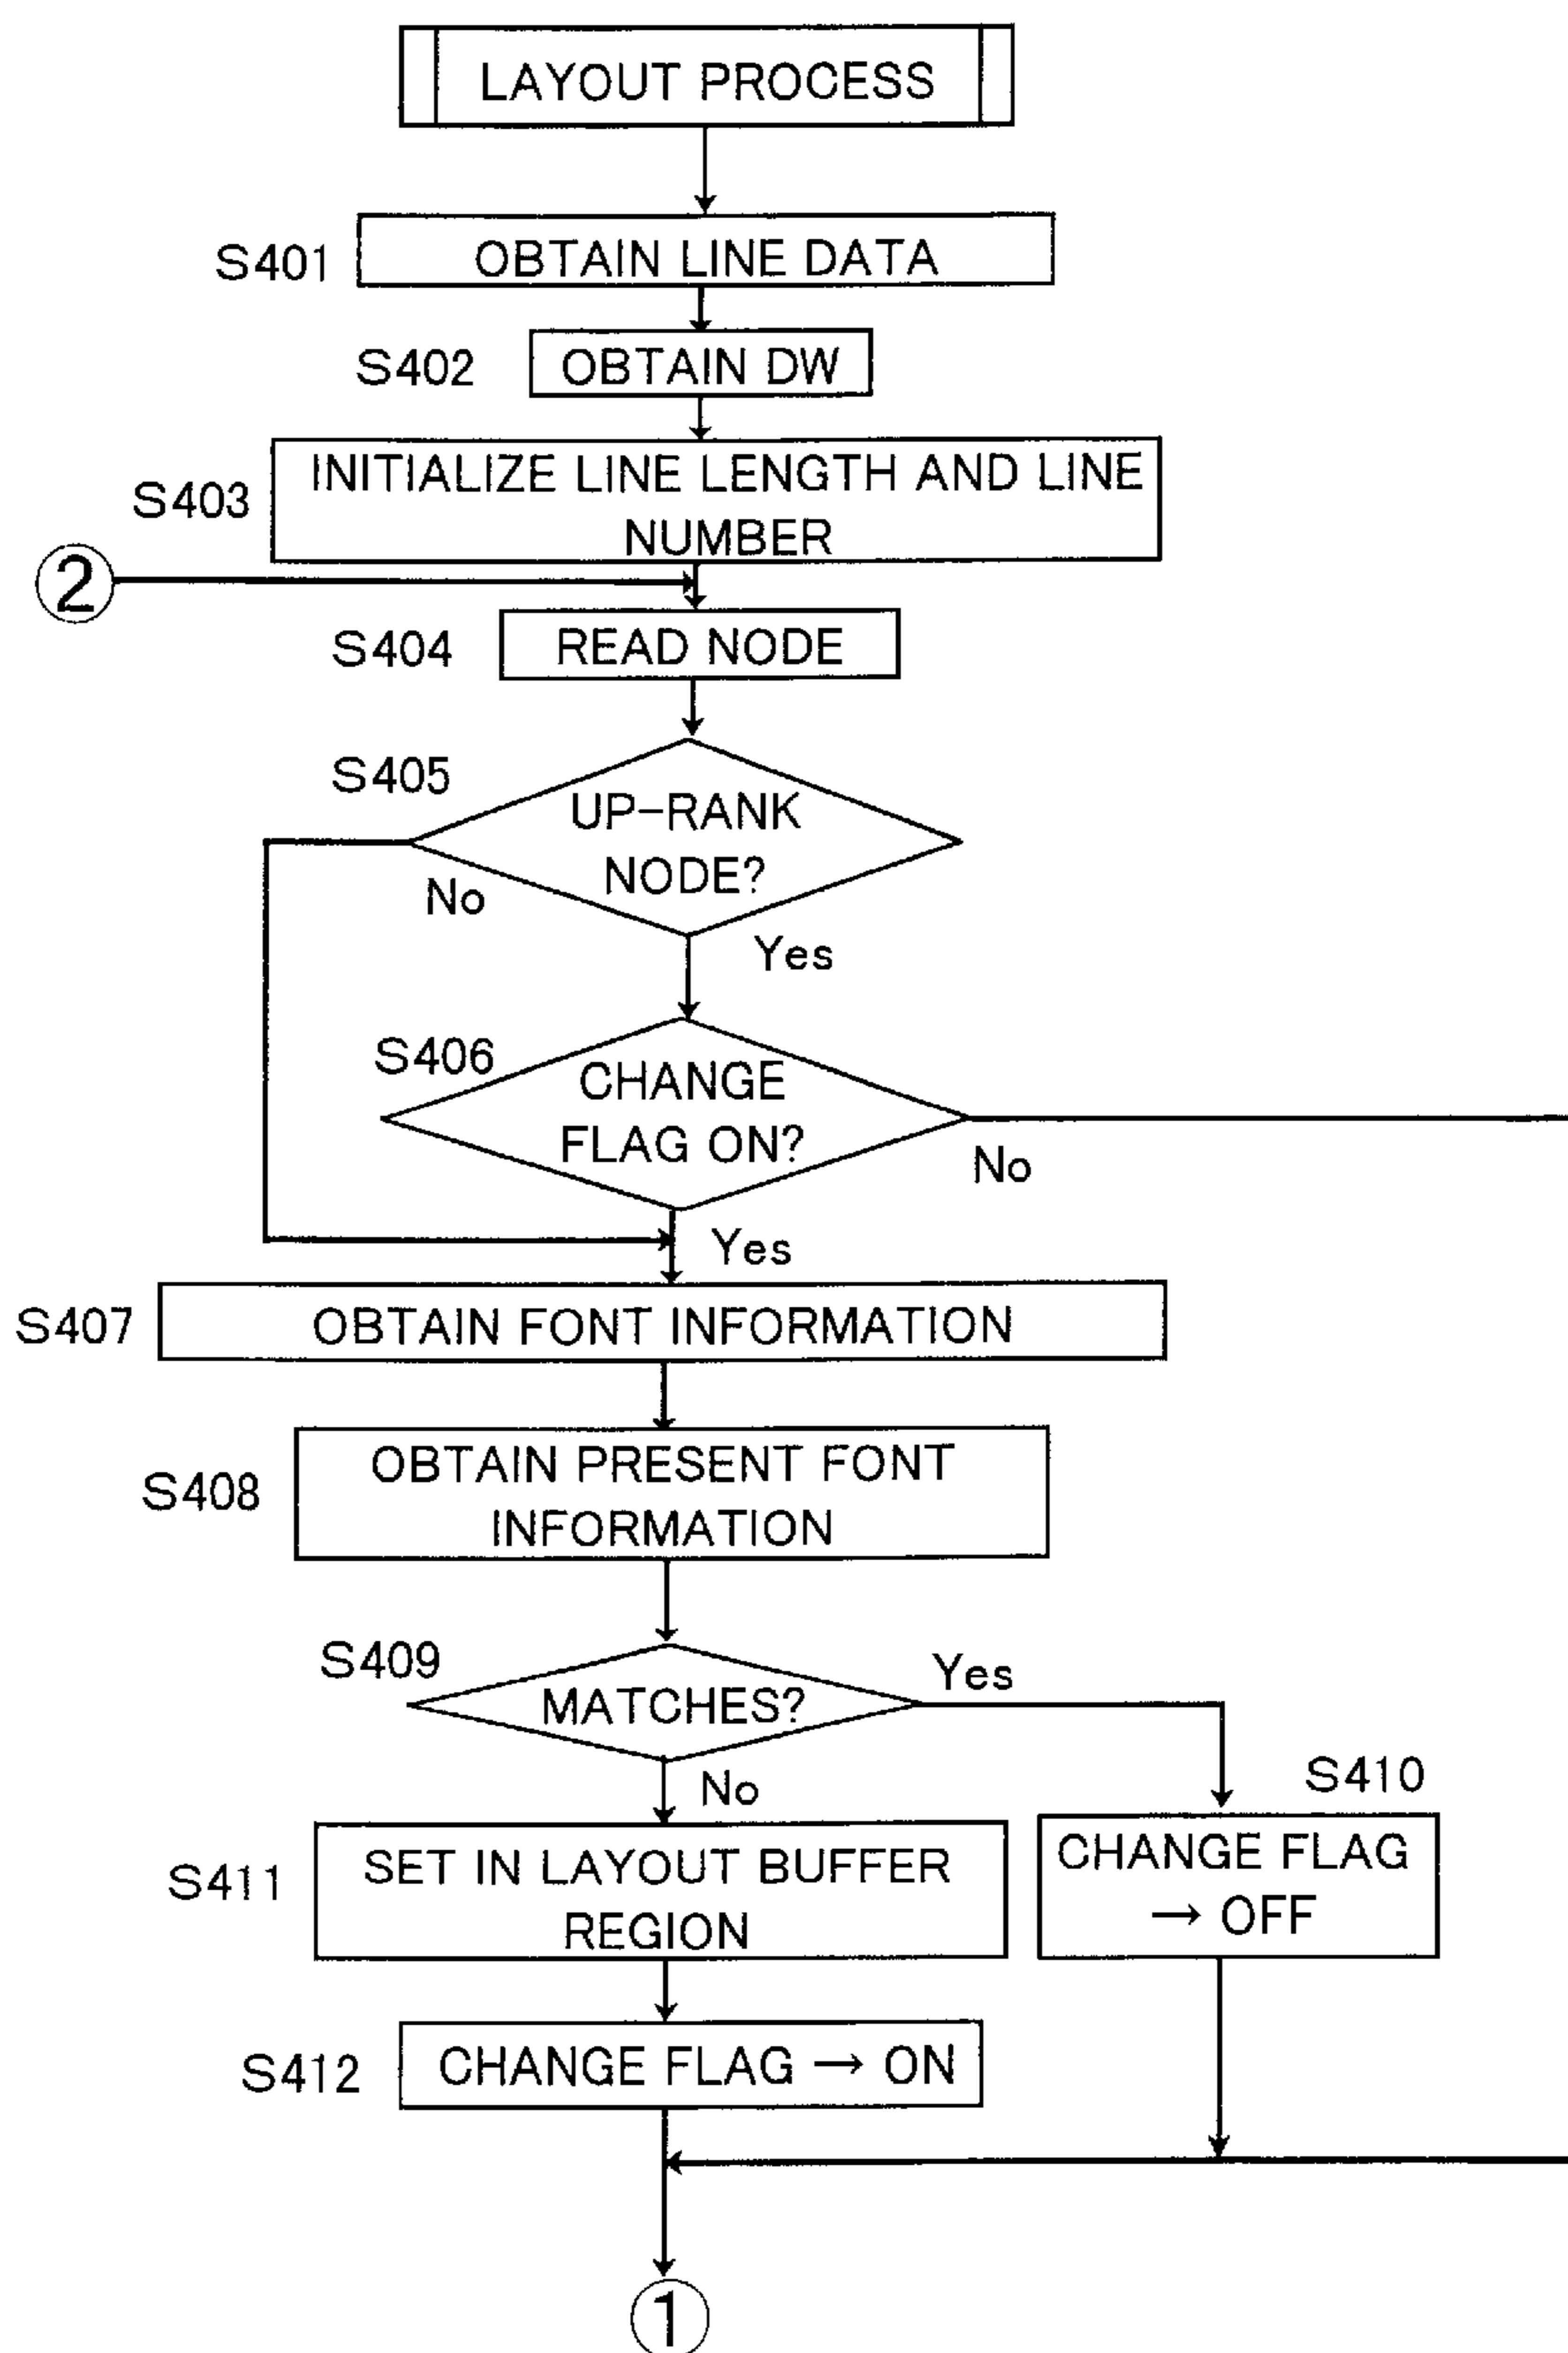 LAYOUT PROCESS
S401
OBTAIN LINE DATA
S402
OBTAIN DW
S403
INITIALIZE LINE LENGTH AND LINE
NUMBER
②
S404
READ NODE
S405
UP-RANK
NODE?
No
Yes
S406
CHANGE
FLAG ON?
No
Yes
S407
OBTAIN FONT INFORMATION
S408
OBTAIN PRESENT FONT
INFORMATION
S409
MATCHES?
Yes
No
S410
CHANGE FLAG
→ OFF
S411
SET IN LAYOUT BUFFER
REGION
S412
CHANGE FLAG → ON
①